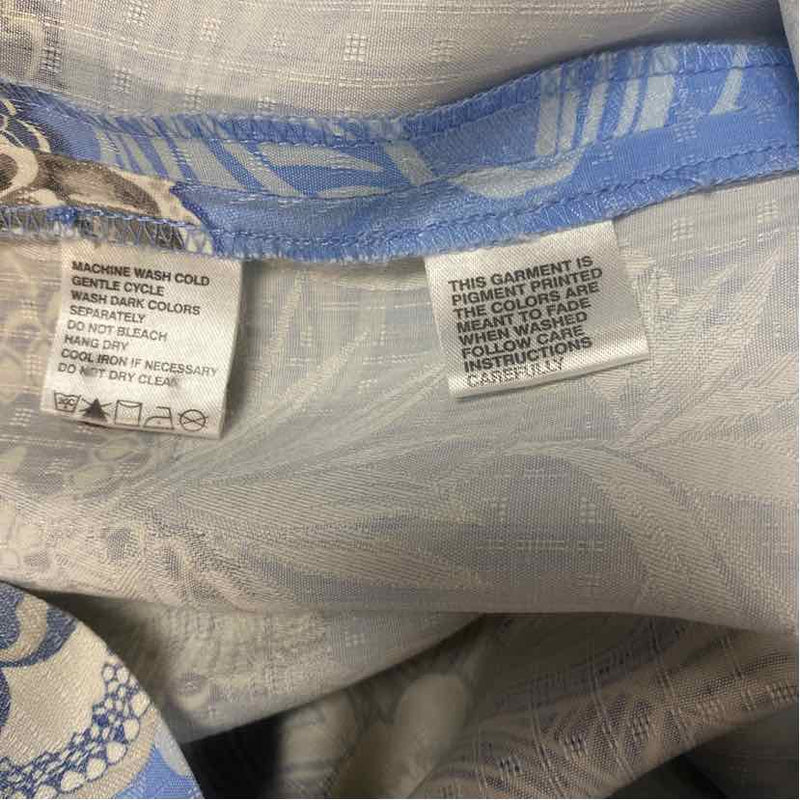 MACHINE WASH COLD
GENTLE CYCLE
WASH DARK COLORS
SEPARATELY
DO NOT BLEACH
HANG DRY
COOL IRON IF NECESSARY
DO NOT DRY CLEAN
30C
THIS GARMENT IS
PIGMENT PRINTED
THE COLORS ARE
MEANT TO FADE
WHEN WASHED
FOLLOW CARE
INSTRUCTIONS
CAREFULLY